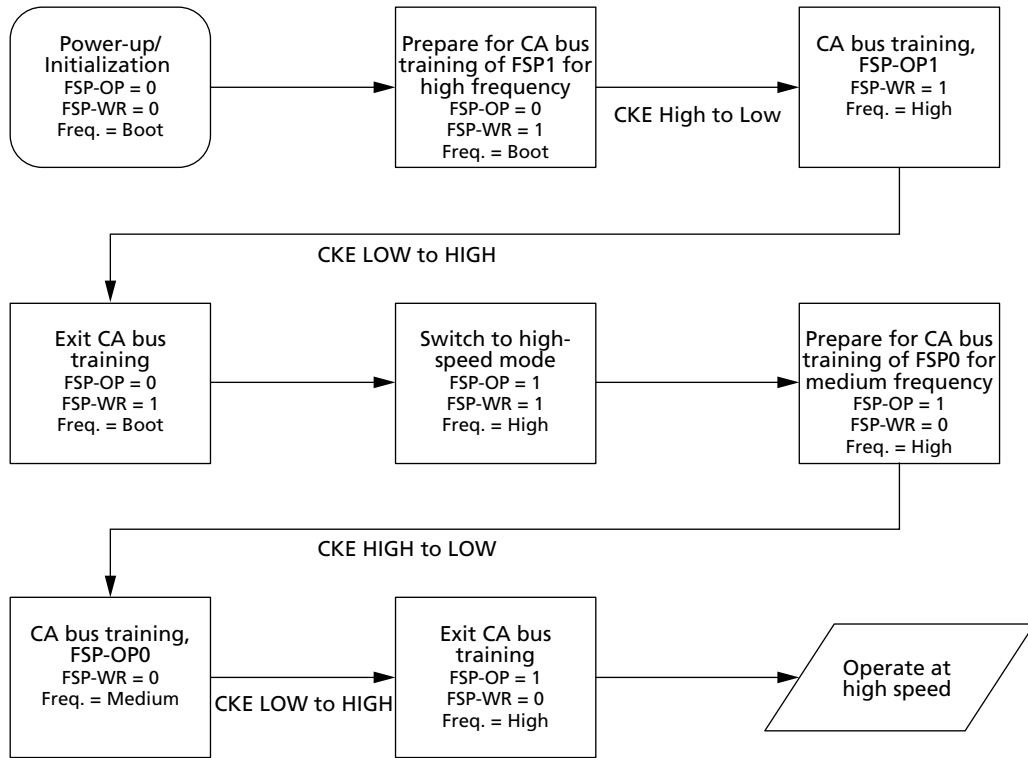 Power-up/
Initialization
FSP-OP = 0
FSP-WR = 0
Freq. = Boot
Prepare for CA bus
training of FSP1 for
high frequency
FSP-OP = 0
FSP-WR = 1
Freq. = Boot
CKE High to Low
CA bus training,
FSP-OP1
FSP-WR = 1
Freq. = High
CKE LOW to HIGH
Exit CA bus
training
FSP-OP = 0
FSP-WR = 1
Freq. = Boot
Switch to high-
speed mode
FSP-OP = 1
FSP-WR = 1
Freq. = High
Prepare for CA bus
training of FSP0 for
medium frequency
FSP-OP = 1
FSP-WR = 0
Freq. = High
CKE HIGH to LOW
CA bus training,
FSP-OP0
FSP-WR = 0
Freq. = Medium
CKE LOW to HIGH
Exit CA bus
training
FSP-OP = 1
FSP-WR = 0
Freq. = High
Operate at
high speed